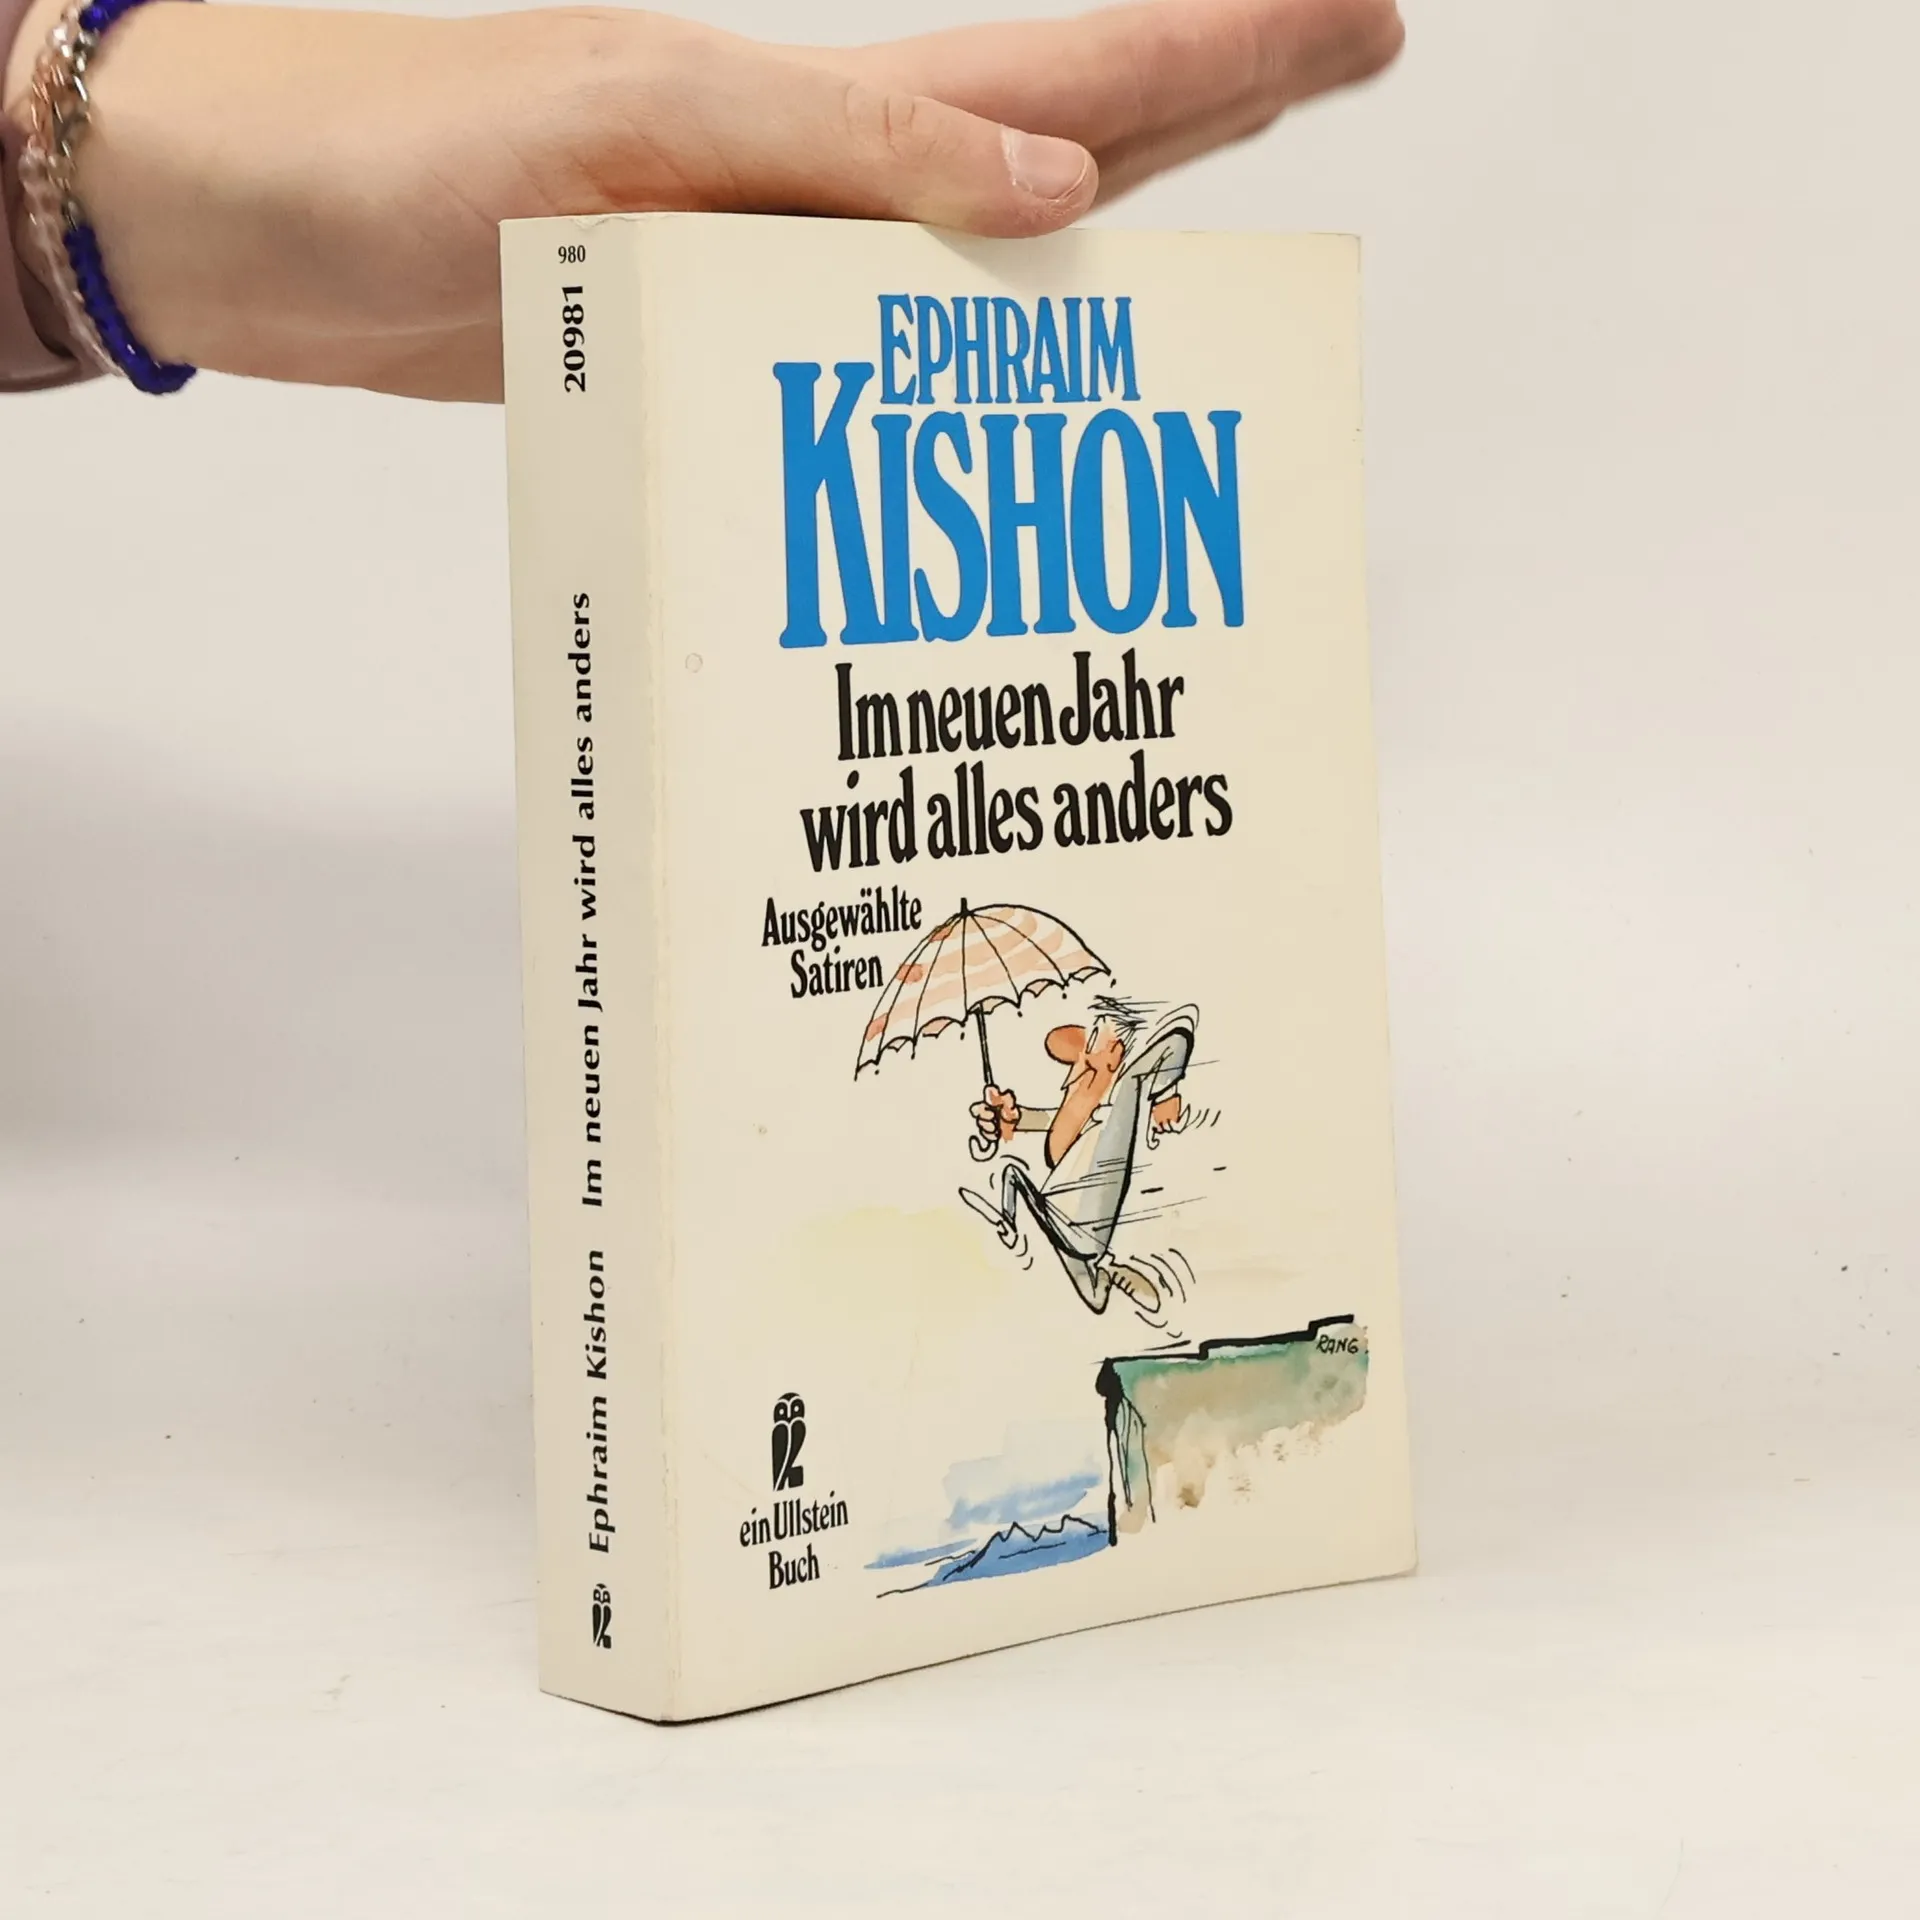 980
20981
Ephraim Kishon Im neuen Jahr wird alles anders
EPHRAIM
KISHON
Im neuen Jahr
wird alles anders
Ausgewählte
Satiren
RANG
ein Ullstein
Buch